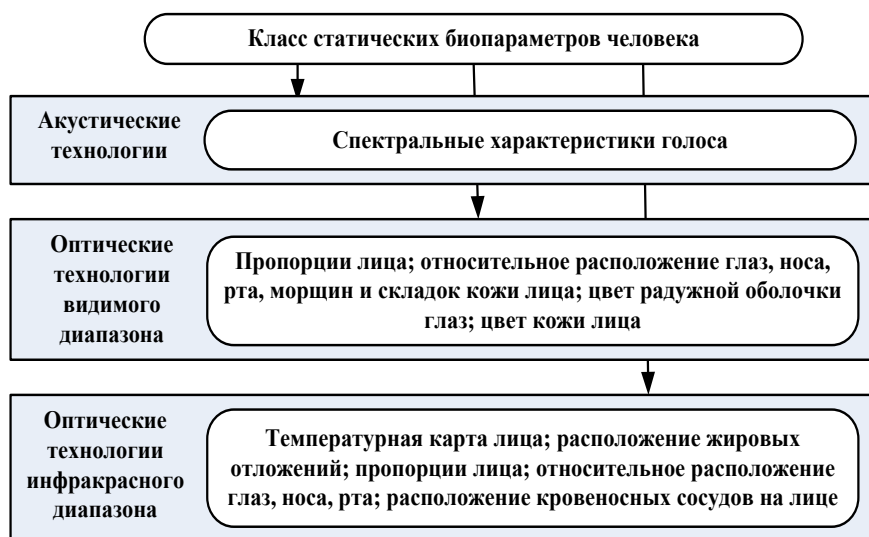 Класс статических биопараметров человека
Акустические
технологии
Спектральные характеристики голоса
Оптические
технологии
видимого
диапазона
Пропорции лица; относительное расположение глаз, носа,
рта, морщин и складок кожи лица; цвет радужной оболочки
глаз; цвет кожи лица
Оптические
технологии
инфракрасного
диапазона
Температурная карта лица; расположение жировых
отложений; пропорции лица; относительное расположение
глаз, носа, рта; расположение кровеносных сосудов на лице